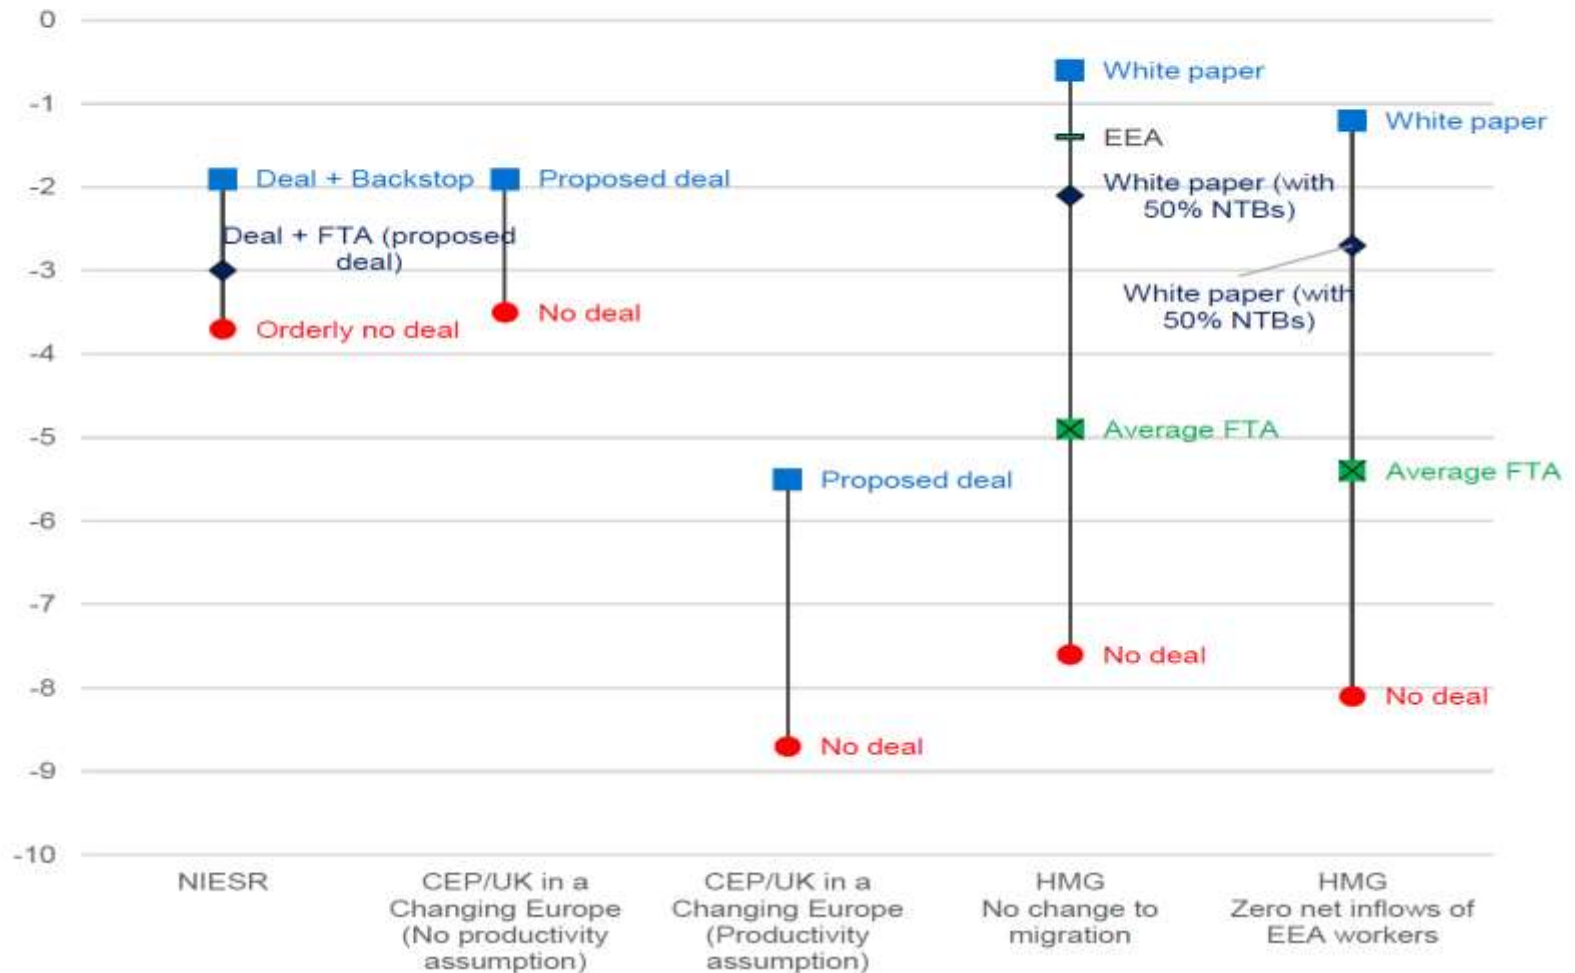 0
-1
-2
-3
-4
-5
-6
-7
-8
-9
-10
Deal + Backstop
Deal + FTA (proposed
deal)
Orderly no deal
Proposed deal
No deal
Proposed deal
No deal
White paper
EEA
White paper (with
50% NTBs)
Average FTA
No deal
White paper
White paper (with
50% NTBs)
Average FTA
No deal
NIESR
CEP/UK in a
Changing Europe
(No productivity
assumption)
CEP/UK in a
Changing Europe
(Productivity
assumption)
HMG
No change to
migration
HMG
Zero net inflows of
EEA workers